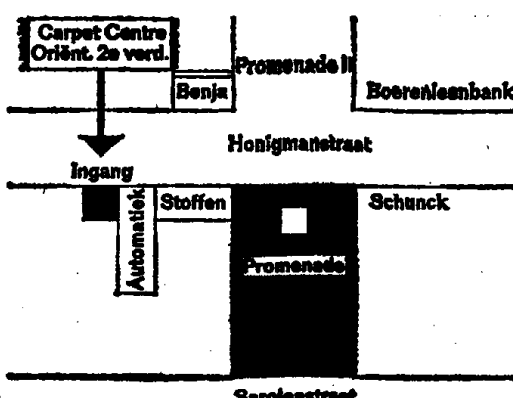 Carpet Centre
Oriënt. 2e verd.
Promenade II
Benja
Boerenleenbank
Honigmanstraat
Ingang
Automatiek
Stoffen
Schunck
Promenade